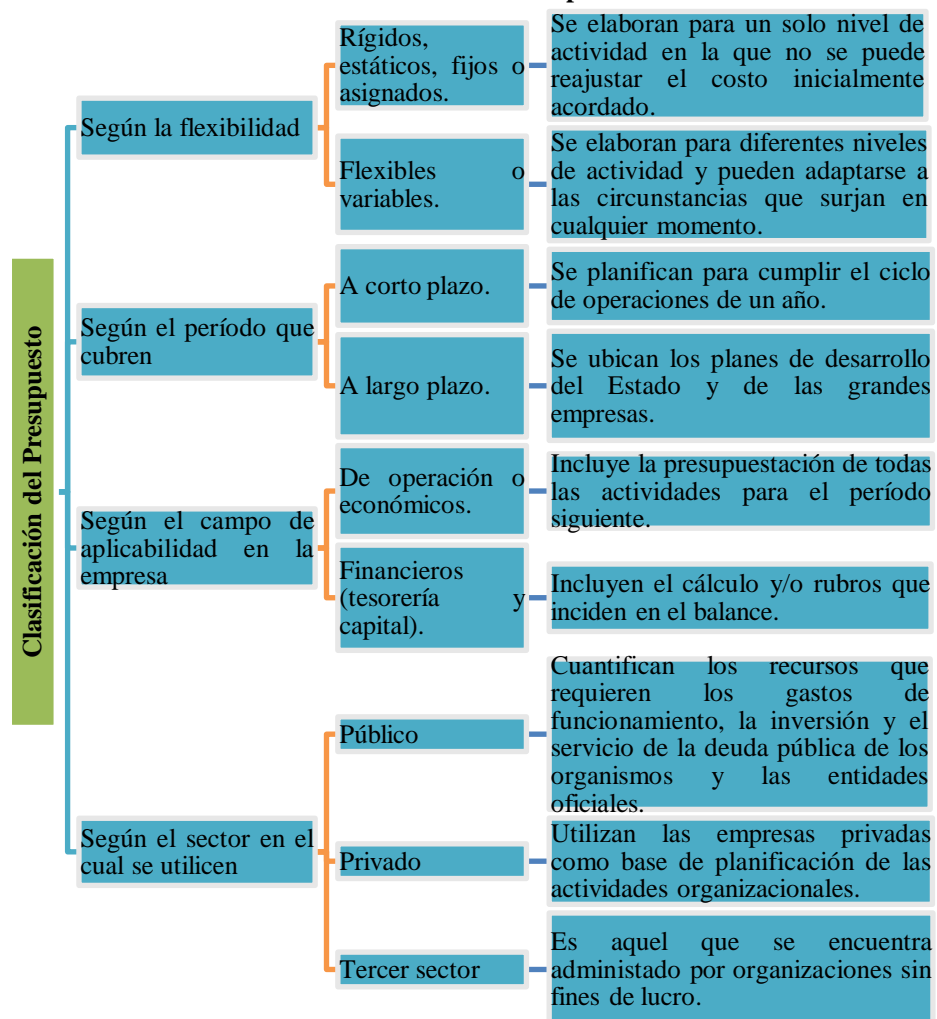 Clasificación del Presupuesto
Según la flexibilidad
Rígidos,
estáticos, fijos o
asignados.
Se elaboran para un solo nivel de
actividad en la que no se puede
reajustar el costo inicialmente
acordado.
Flexibles o
variables.
Se elaboran para diferentes niveles
de actividad y pueden adaptarse a
las circunstancias que surjan en
cualquier momento.
Según el período que
cubren
A corto plazo.
Se planifican para cumplir el ciclo
de operaciones de un año.
A largo plazo.
Se ubican los planes de desarrollo
del Estado y de las grandes
empresas.
Según el campo de
aplicabilidad en la
empresa
De operación o
económicos.
Incluye la presupuestación de todas
las actividades para el período
siguiente.
Financieros
(tesorería y
capital).
Incluyen el cálculo y/o rubros que
inciden en el balance.
Según el sector en el
cual se utilicen
Público
Cuantifican los recursos que
requieren los gastos de
funcionamiento, la inversión y el
servicio de la deuda pública de los
organismos y las entidades
oficiales.
Privado
Utilizan las empresas privadas
como base de planificación de las
actividades organizacionales.
Tercer sector
Es aquel que se encuentra
administado por organizaciones sin
fines de lucro.